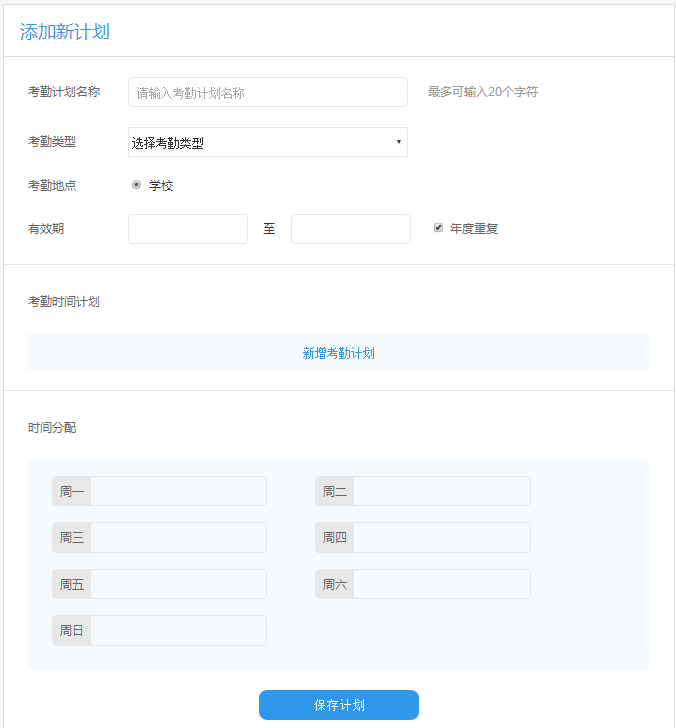 添加新计划
考勤计划名称 请输入考勤计划名称 最多可输入20个字符
考勤类型 选择考勤类型
考勤地点 学校
有效期 至 年度重复
考勤时间计划
新增考勤计划
时间分配
周一 周二
周三 周四
周五 周六
周日
保存计划